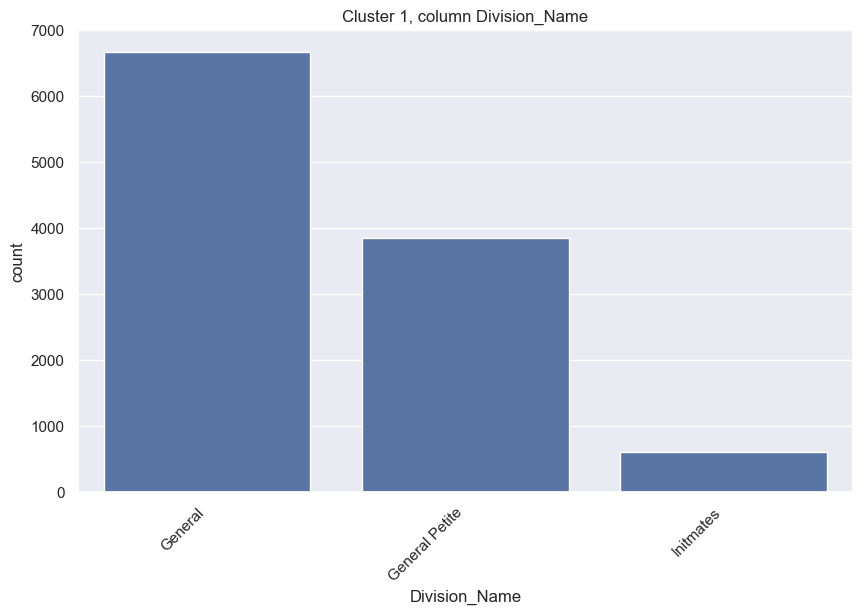 Cluster 1, column Division_Name
7000
6000
5000
4000
3000
2000
1000
0
count
General
General Petite
Initmates
Division_Name